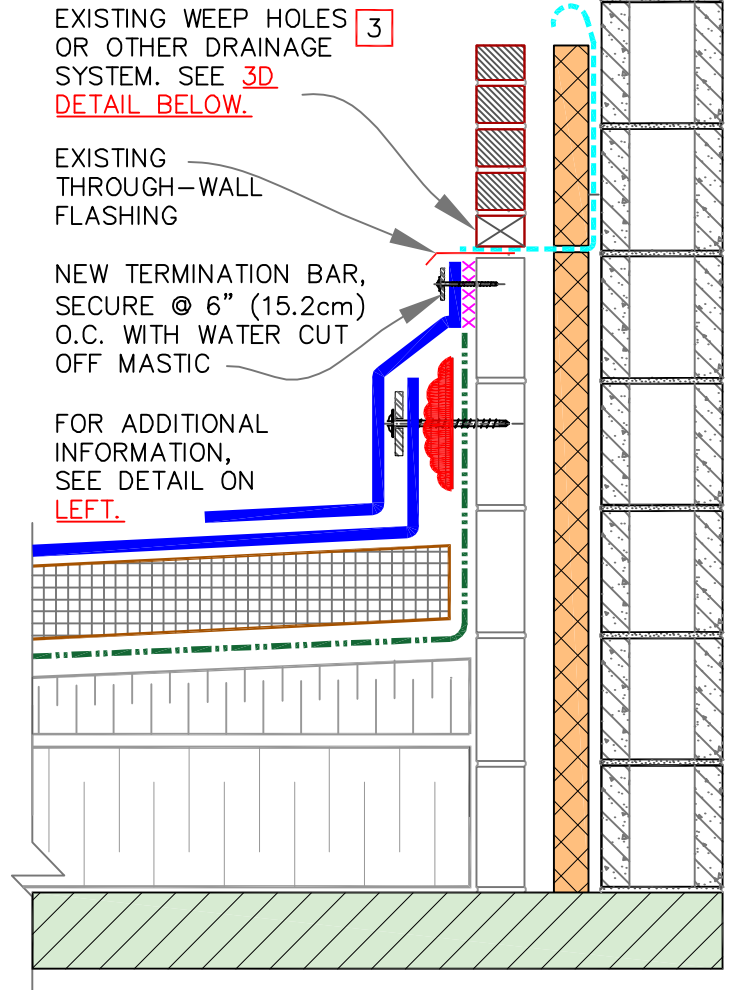 EXISTING WEEP HOLES 3
OR OTHER DRAINAGE
SYSTEM. SEE 3D
DETAIL BELOW.
EXISTING
THROUGH-WALL
FLASHING
NEW TERMINATION BAR,
SECURE @ 6" (15.2cm)
O.C. WITH WATER CUT
OFF MASTIC
FOR ADDITIONAL
INFORMATION,
SEE DETAIL ON
LEFT.